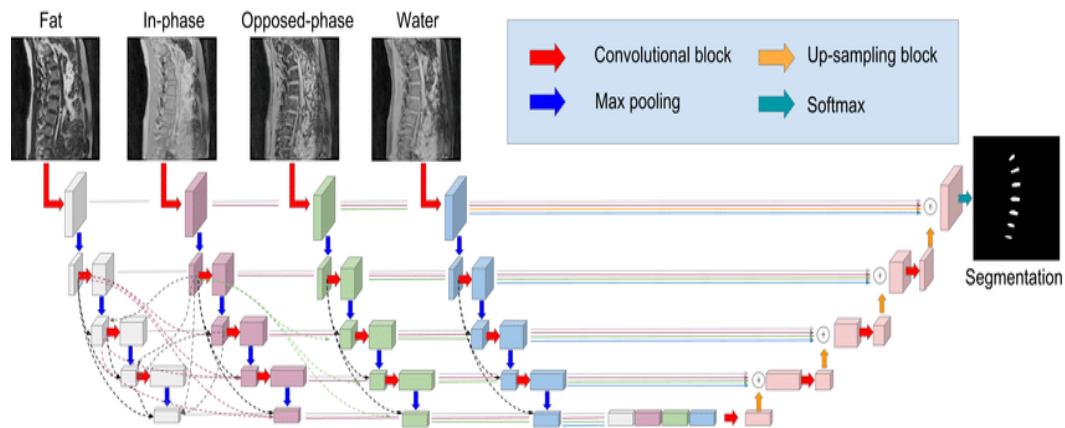 Fat
In-phase
Opposed-phase
Water
Convolutional block
Up-sampling block
Max pooling
Softmax
Segmentation